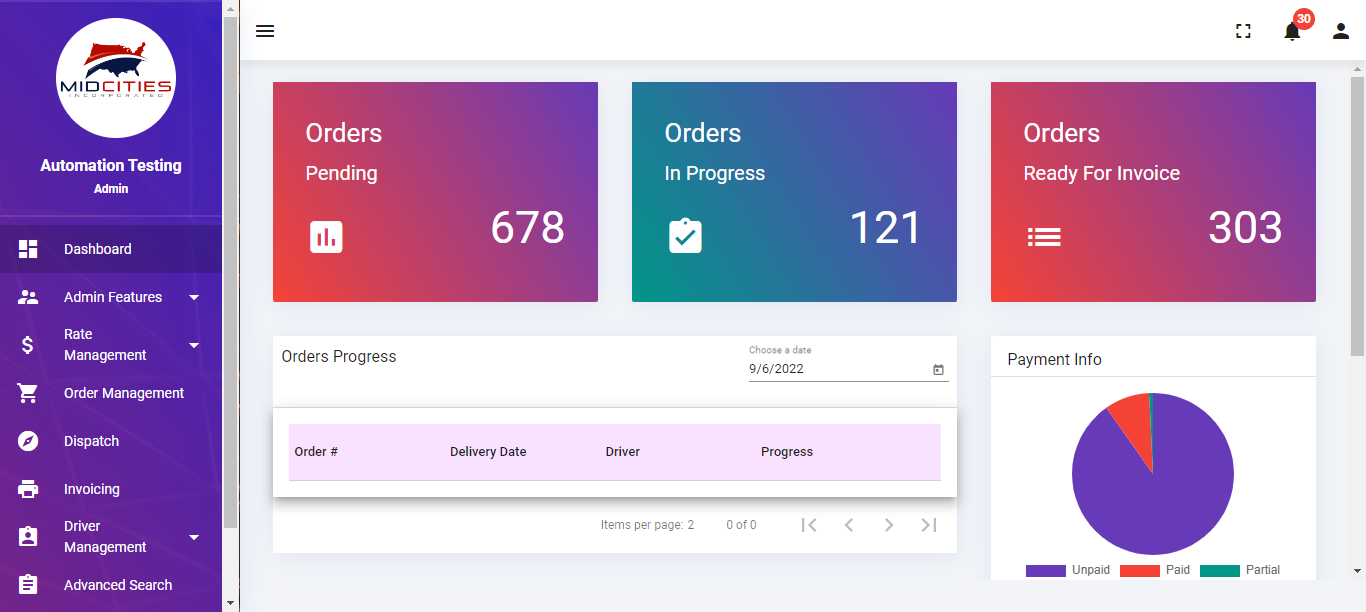 MIDCITIES
INCORPORATED
Automation Testing
Admin
Dashboard
Admin Features
Rate
Management
Order Management
Dispatch
Invoicing
Driver
Management
Advanced Search
30
Orders
Pending
678
Orders
In Progress
121
Orders
Ready For Invoice
303
Orders Progress
Choose a date
9/6/2022
Order # Delivery Date Driver Progress
Items per page: 2 0 of 0
Payment Info
Unpaid Paid Partial